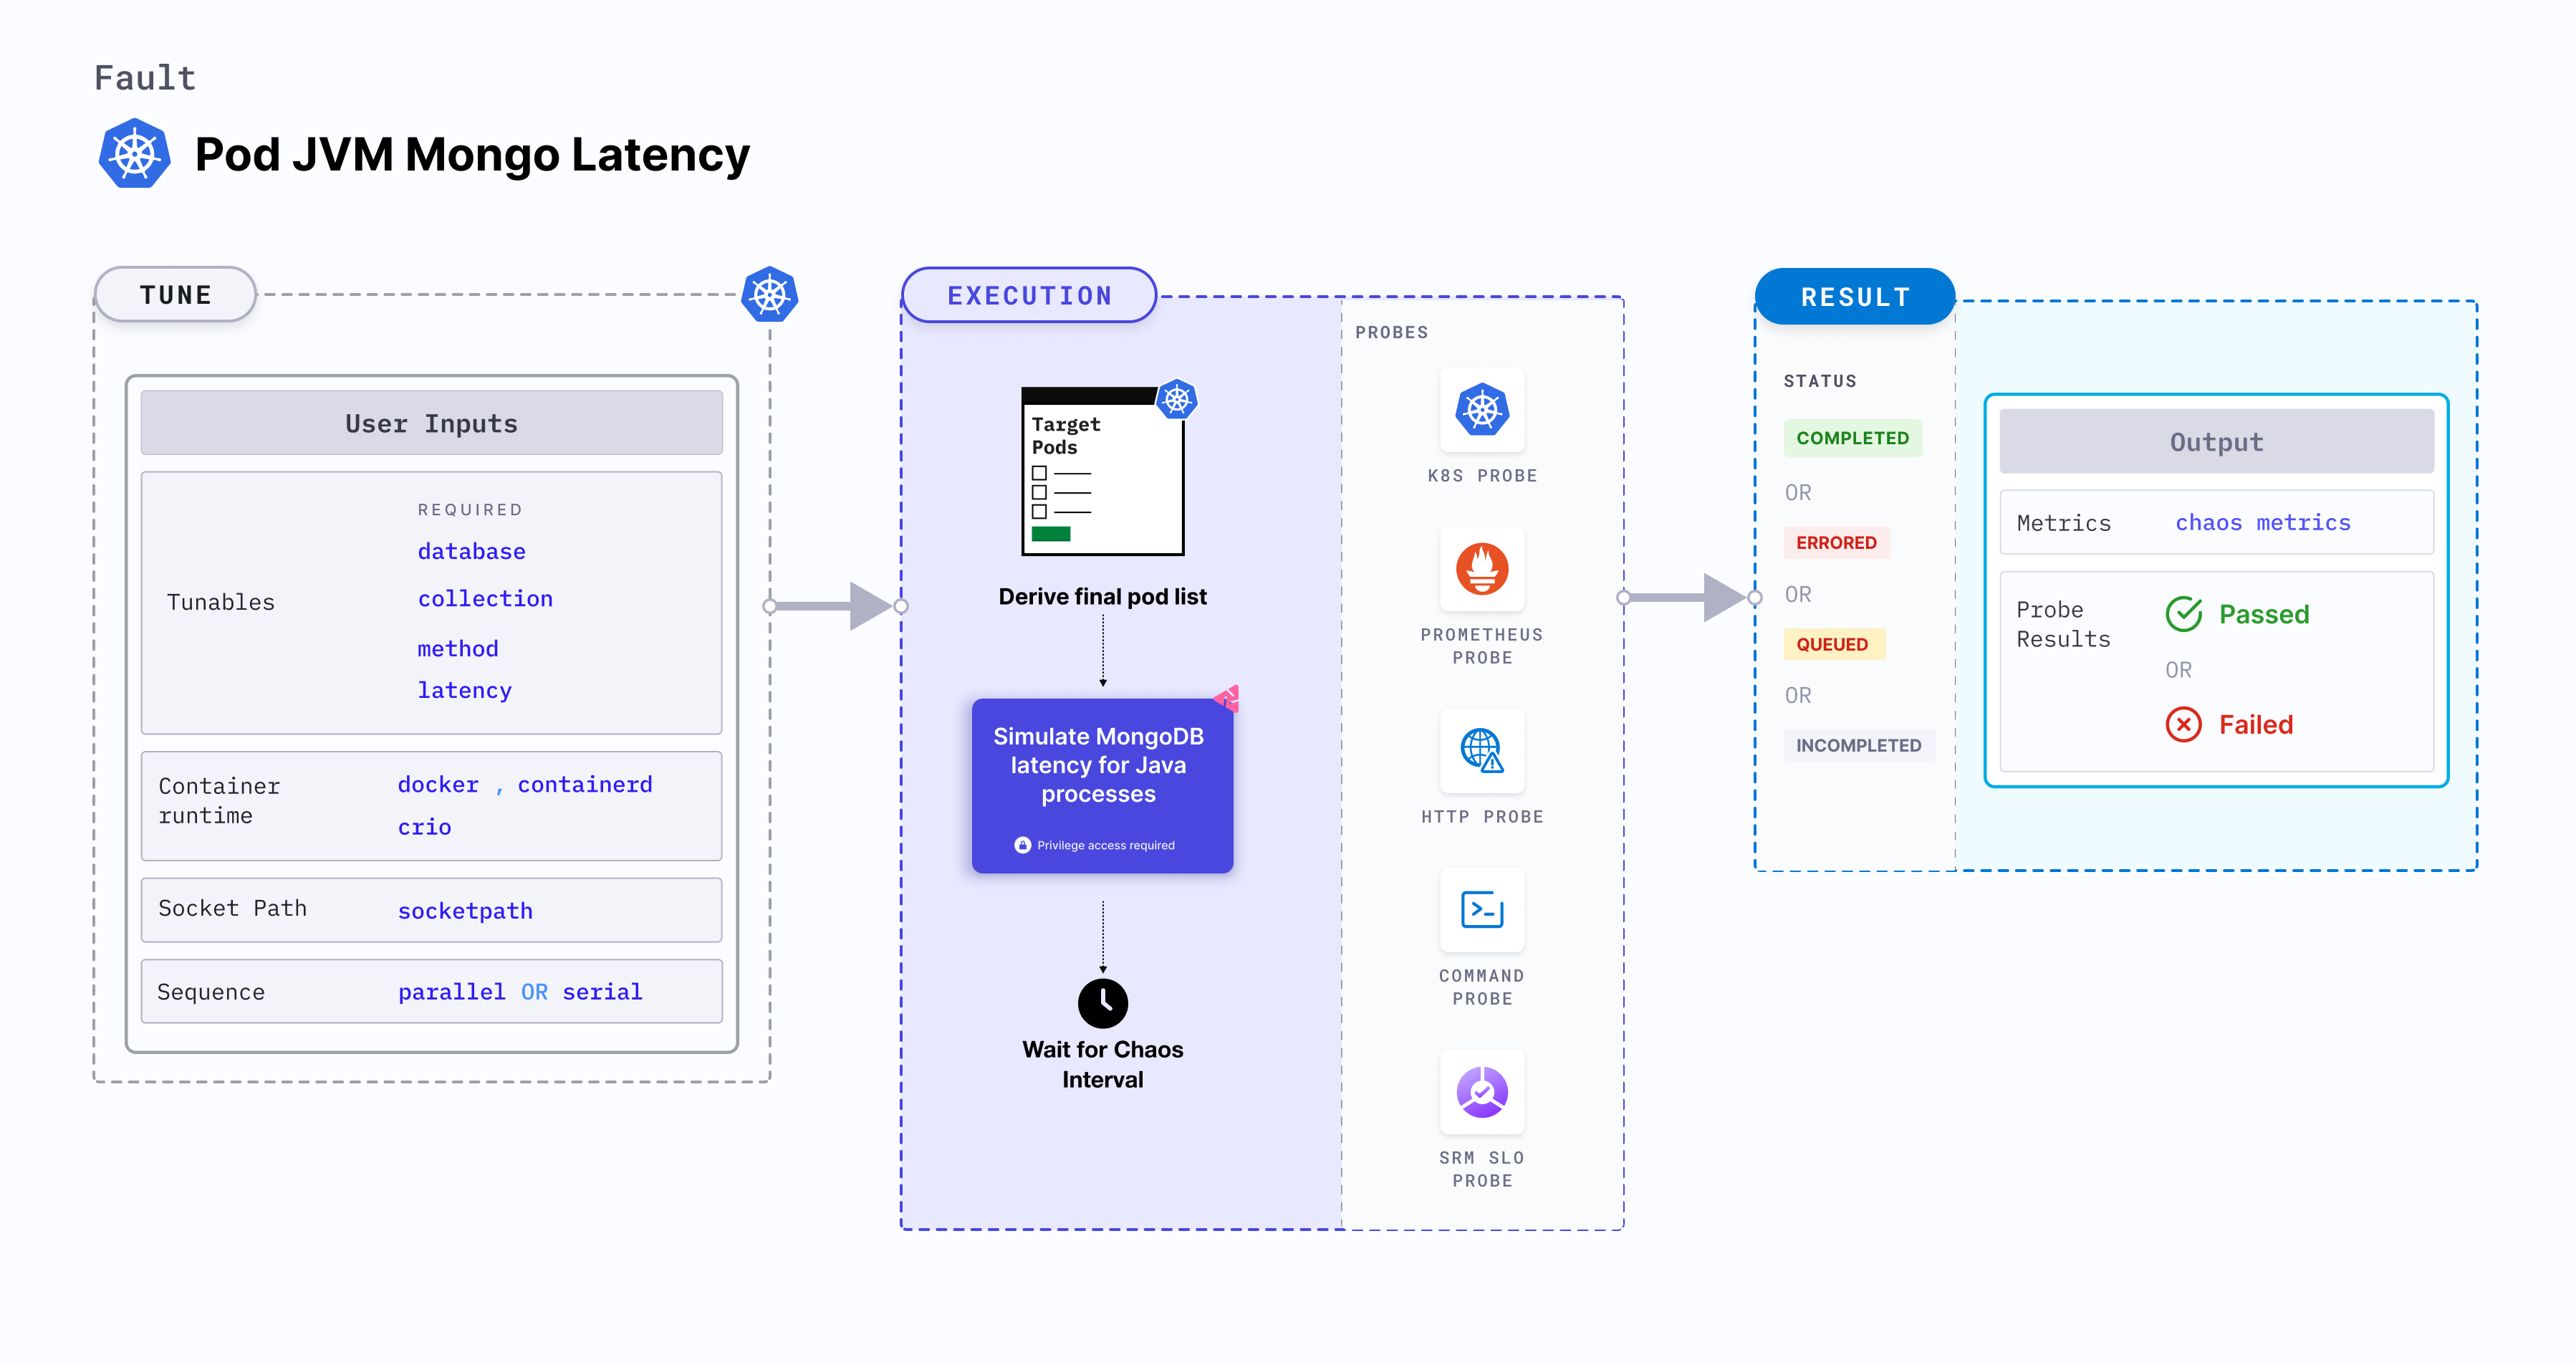 Fault
Pod JVM Mongo Latency
TUNE
User Inputs
Tunables
REQUIRED
database
collection
method
latency
Container
runtime
docker , containerd
crio
Socket Path
socketpath
Sequence
parallel OR serial
EXECUTION
Target
Pods
Derive final pod list
Simulate MongoDB
latency for Java
processes
Privilege access required
Wait for Chaos
Interval
PROBES
K8S PROBE
PROMETHEUS
PROBE
HTTP PROBE
COMMAND
PROBE
SRM SLO
PROBE
RESULT
STATUS
COMPLETED
OR
ERRORED
OR
QUEUED
OR
INCOMPLETED
Output
Metrics
chaos metrics
Probe
Results
Passed
OR
Failed